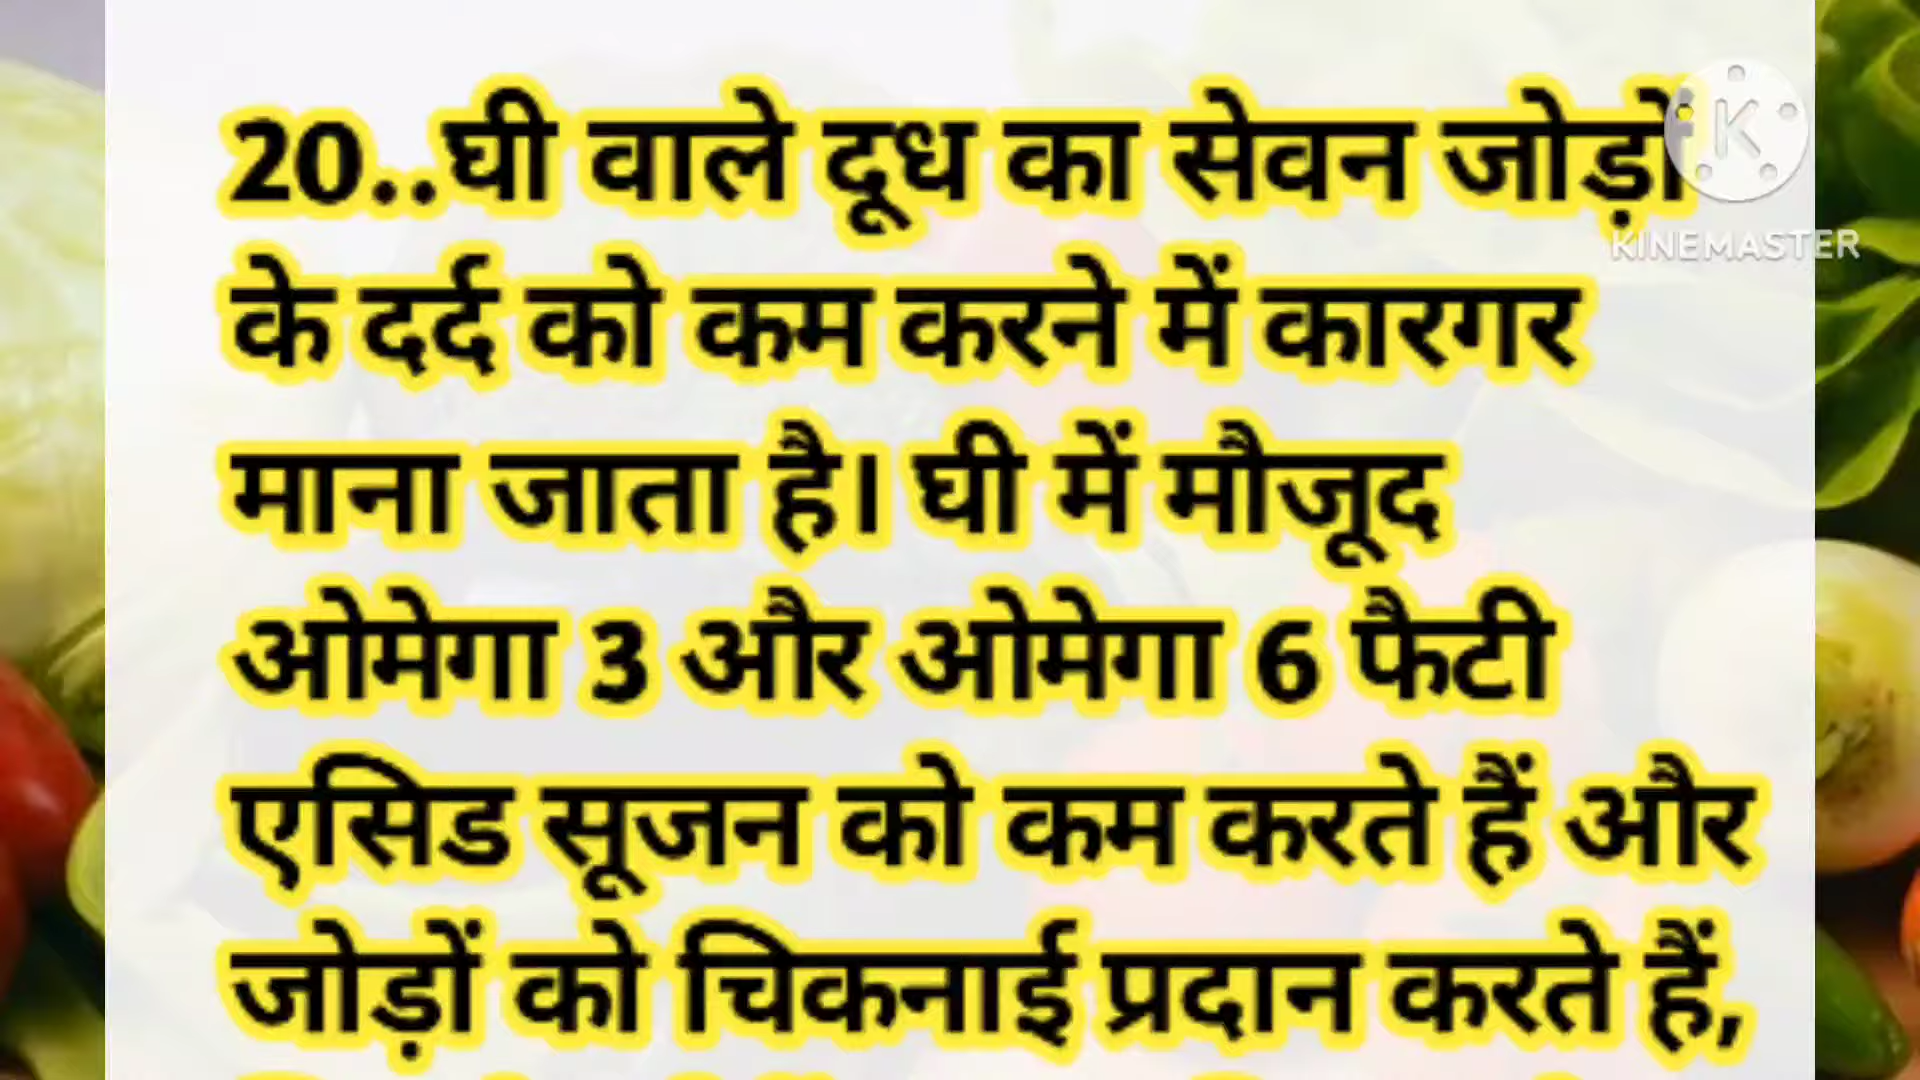 20..घी वाले दूध का सेवन जोड़ों
के दर्द को कम करने में कारगर
माना जाता है। घी में मौजूद
ओमेगा 3 और ओमेगा 6 फैटी
एसिड सूजन को कम करते हैं और
जोड़ों को चिकनाई प्रदान करते हैं,
K
KINEMASTER